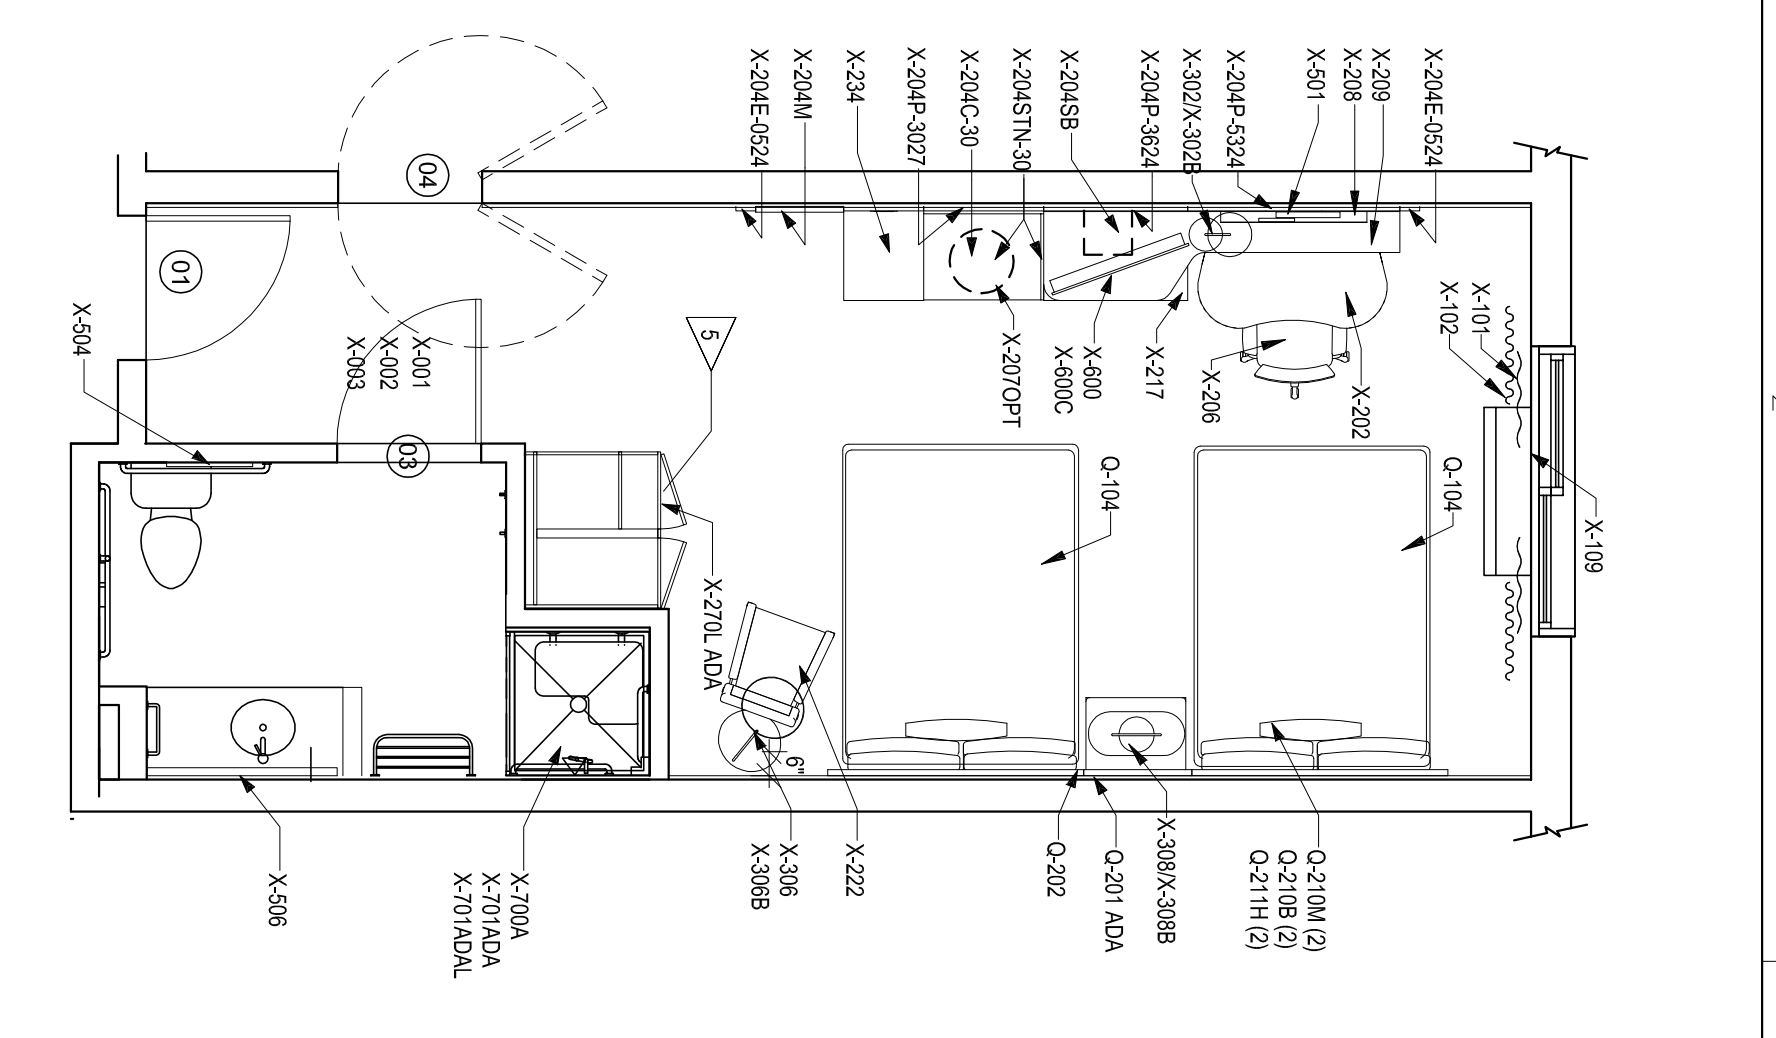 X-204E-0524
X-204M
X-234
X-204P-3027
X-204C-30
X-204STN-30
X-204SB
X-204P-3624
X-302/X-302B
X-204P-5324
X-501
X-208
X-209
X-204E-0524
04
01
X-504
X-001
X-002
X-003
03
5
X-207OPT
X-600
X-600C
X-217
X-206
X-202
X-101
X-102
Q-104
Q-104
X-109
X-270L ADA
6"
X-506
X-700A
X-701ADA
X-701ADAL
X-306
X-306B
X-222
Q-202
Q-201 ADA
X-308/X-308B
Q-210M (2)
Q-210B (2)
Q-211H (2)